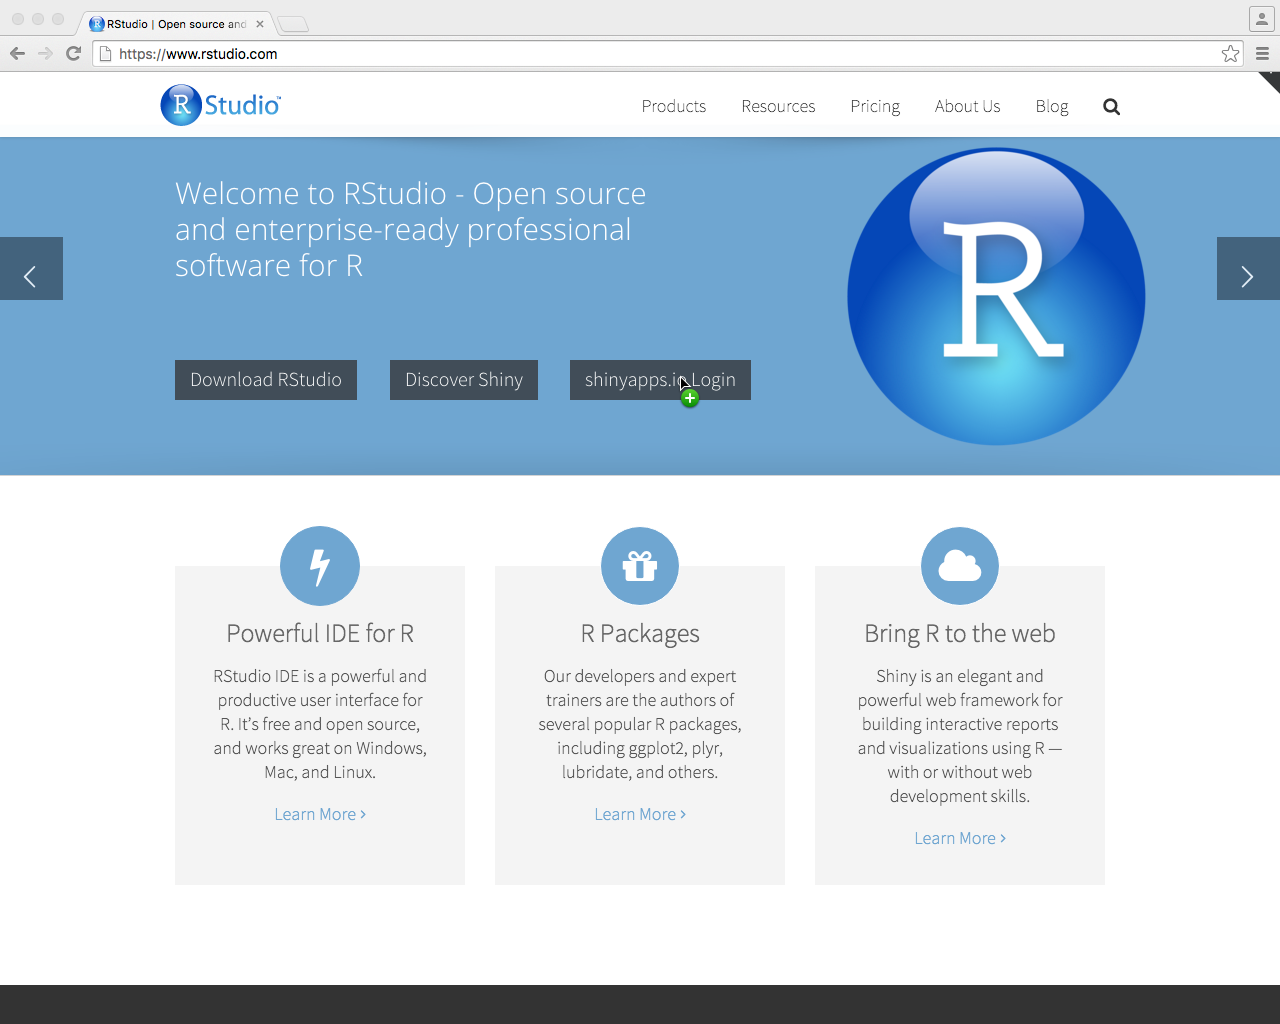 RStudio | Open source and
https://www.rstudio.com
R Studio™
Products Resources Pricing About Us Blog
Welcome to RStudio - Open source
and enterprise-ready professional
software for R
R
Download RStudio Discover Shiny shinyapps.io Login
Powerful IDE for R
RStudio IDE is a powerful and
productive user interface for
R. It’s free and open source,
and works great on Windows,
Mac, and Linux.
Learn More ›
R Packages
Our developers and expert
trainers are the authors of
several popular R packages,
including ggplot2, plyr,
lubridate, and others.
Learn More ›
Bring R to the web
Shiny is an elegant and
powerful web framework for
building interactive reports
and visualizations using R —
with or without web
development skills.
Learn More ›